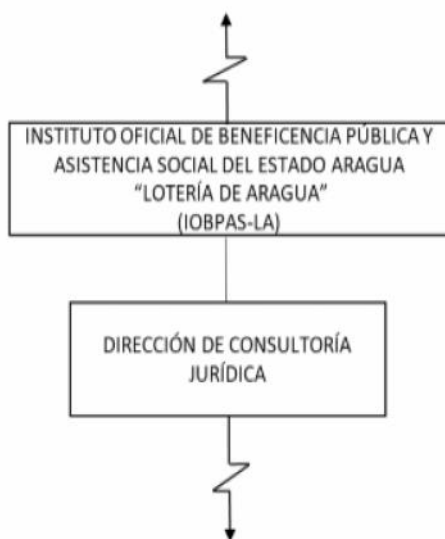 INSTITUTO OFICIAL DE BENEFICENCIA PÚBLICA Y
ASISTENCIA SOCIAL DEL ESTADO ARAGUA
“LOTERÍA DE ARAGUA”
(IOBPAS-LA)
DIRECCIÓN DE CONSULTORÍA
JURÍDICA